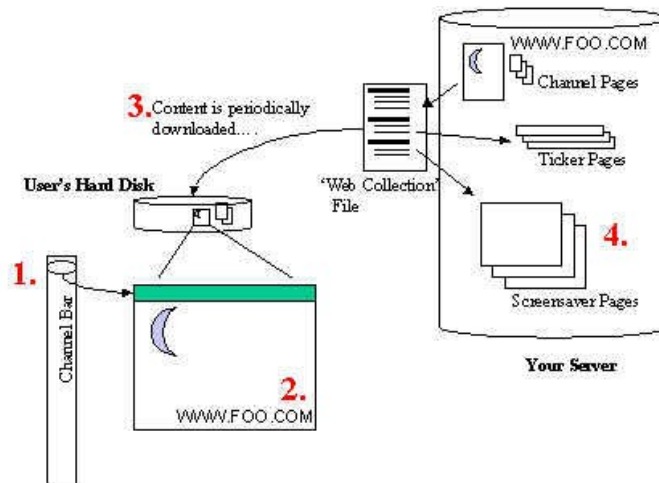 WWW.FOO.COM
Channel Pages
3. Content is periodically
downloaded....
Ticker Pages
User's Hard Disk
'Web Collection'
File
1.
4.
Screensaver Pages
Channel Bar
Your Server
2.
WWW.FOO.COM